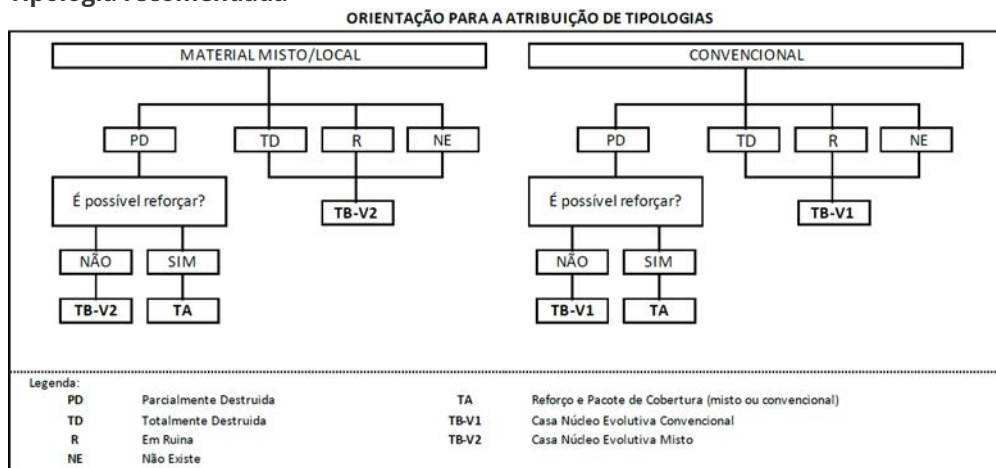 ORIENTAÇÃO PARA A ATRIBUIÇÃO DE TIPOLOGIAS
MATERIAL MISTO/LOCAL
CONVENCIONAL
PD TD R NE
PD TD R NE
É possível reforçar?
TB-V2
É possível reforçar?
TB-V1
NÃO SIM
NÃO SIM
TB-V2 TA
TB-V1 TA
Legenda:
PD Parcialmente Destruida TA Reforço e Pacote de Cobertura (misto ou convencional)
TD Totalmente Destruida TB-V1 Casa Núcleo Evolutiva Convencional
R Em Ruina TB-V2 Casa Núcleo Evolutiva Misto
NE Não Existe